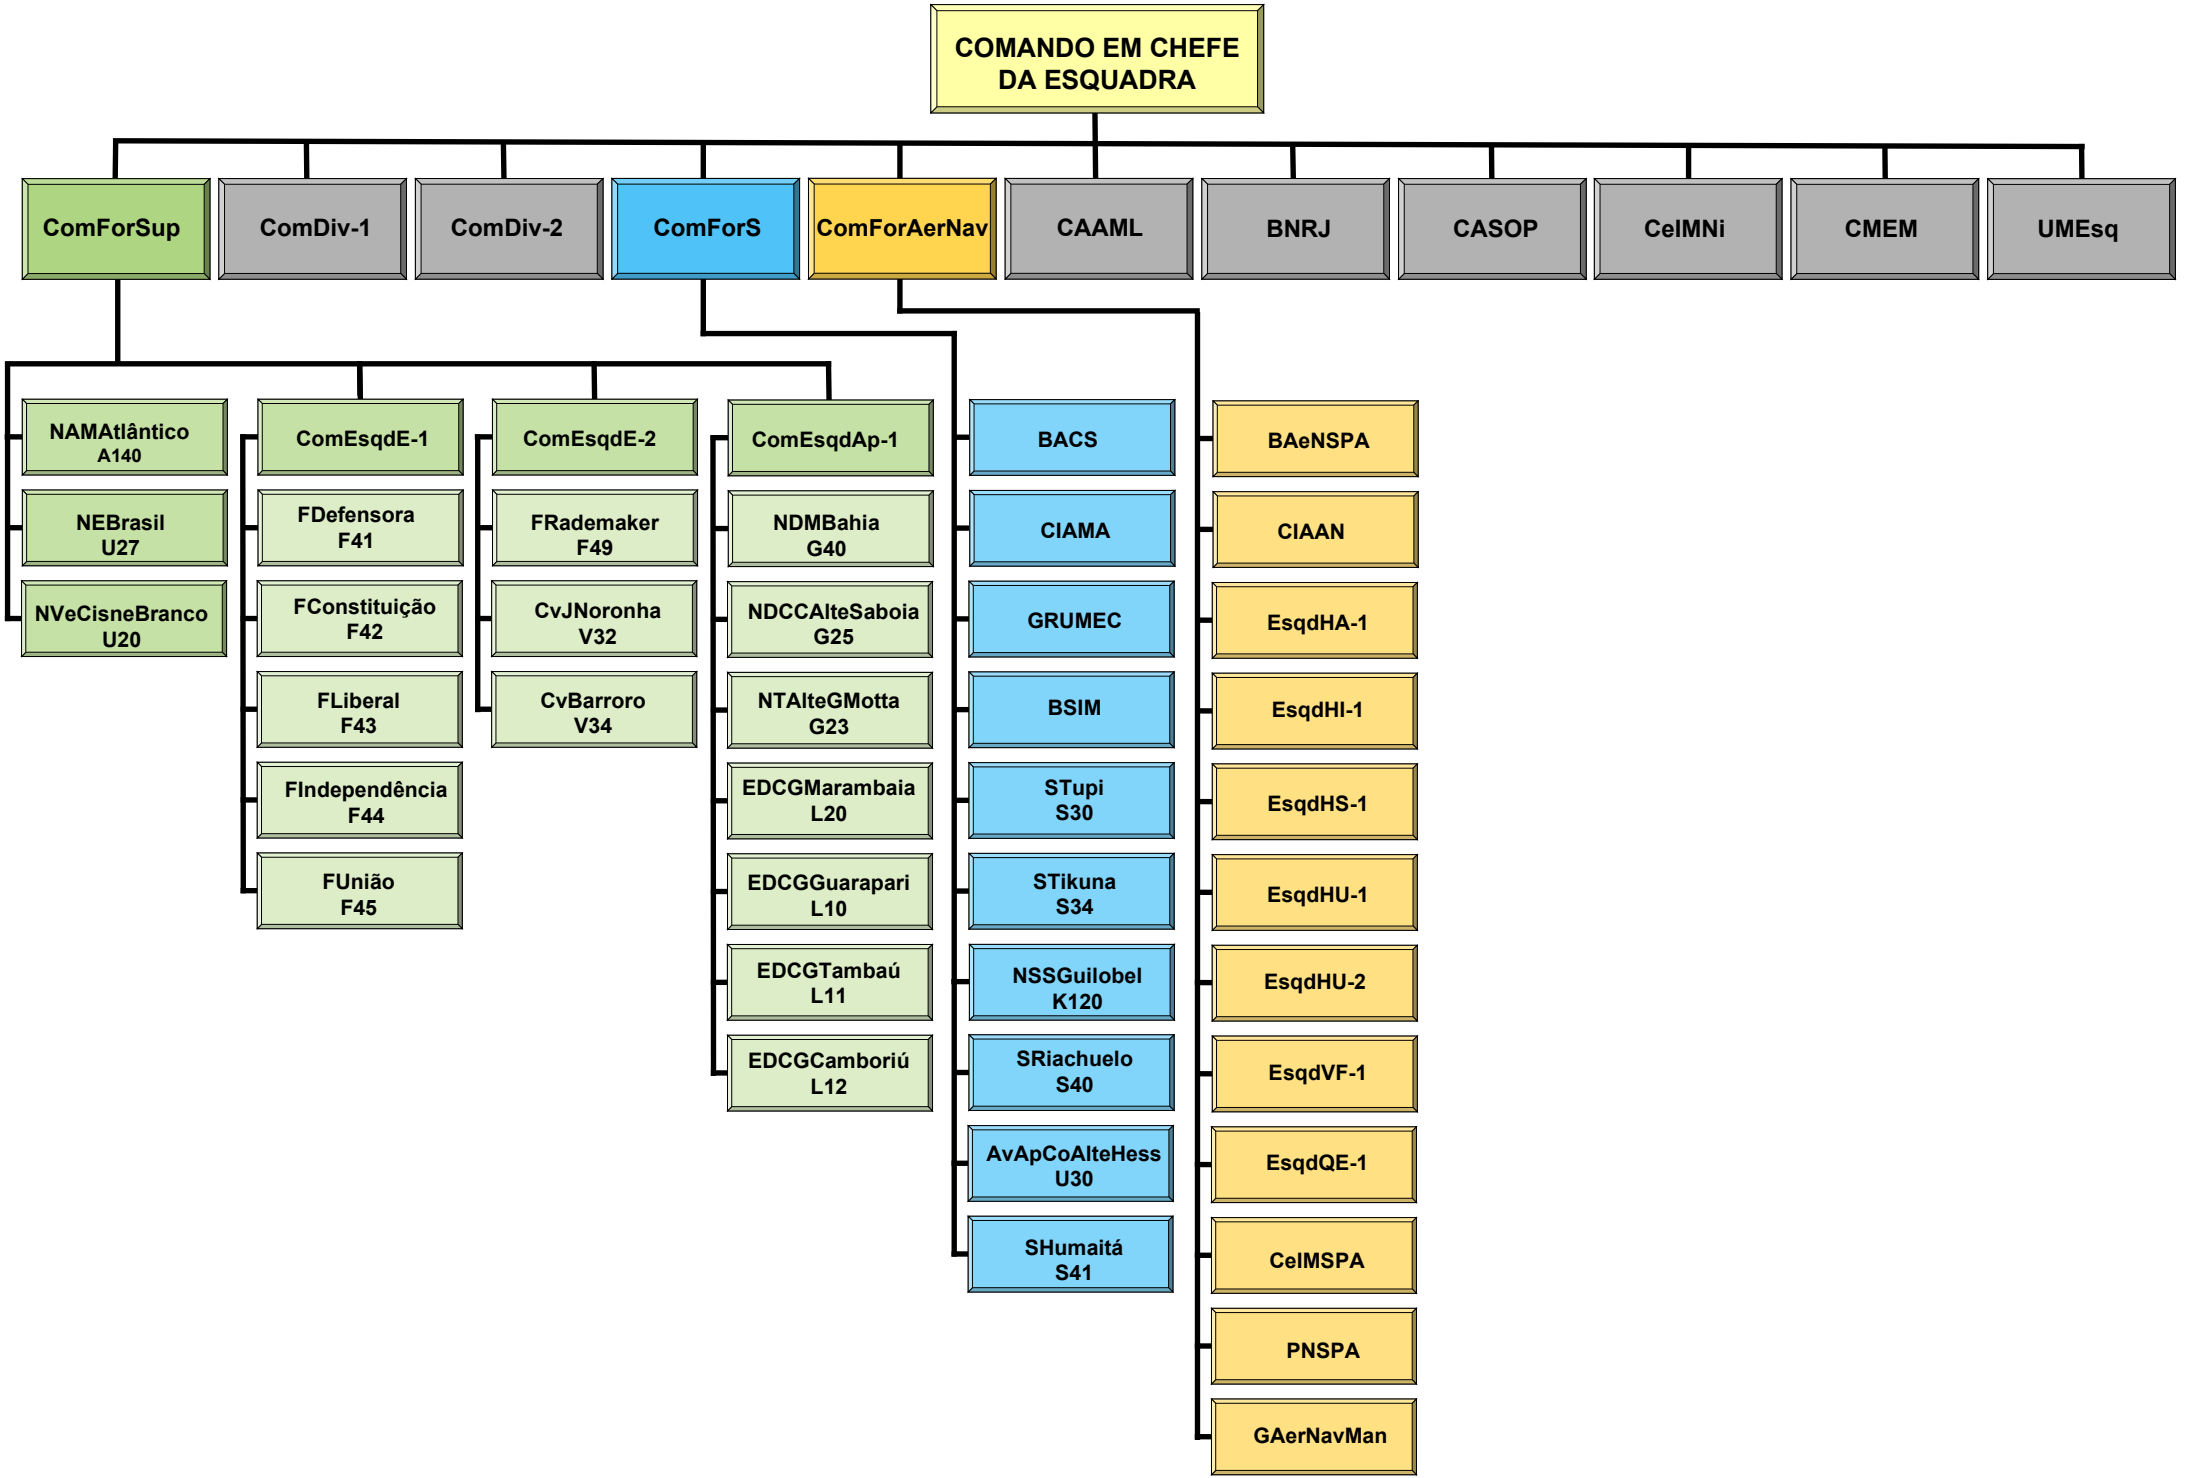 COMANDO EM CHEFE
DA ESQUADRA
ComForSup
ComDiv-1
ComDiv-2
ComForS
ComForAerNav
CAAML
BNRJ
CASOP
CeIMNi
CMEM
UMEsq
NAMAtlântico
A140
NEBrasil
U27
NVeCisneBranco
U20
ComEsqdE-1
FDefensora
F41
FConstituição
F42
FLiberal
F43
FIndependência
F44
FUnião
F45
ComEsqdE-2
FRademaker
F49
CvJNoronha
V32
CvBarroro
V34
ComEsqdAp-1
NDMBahia
G40
NDCCAlteSaboia
G25
NTAlteGMotta
G23
EDCGMarambaia
L20
EDCGGuarapari
L10
EDCGTambaú
L11
EDCGCamboriú
L12
BACS
CIAMA
GRUMEC
BSIM
STupi
S30
STikuna
S34
NSSGuilobel
K120
SRiachuelo
S40
AvApCoAlteHess
U30
SHumaitá
S41
BAeNSPA
CIAAN
EsqdHA-1
EsqdHI-1
EsqdHS-1
EsqdHU-1
EsqdHU-2
EsqdVF-1
EsqdQE-1
CeIMSPA
PNSPA
GAerNavMan